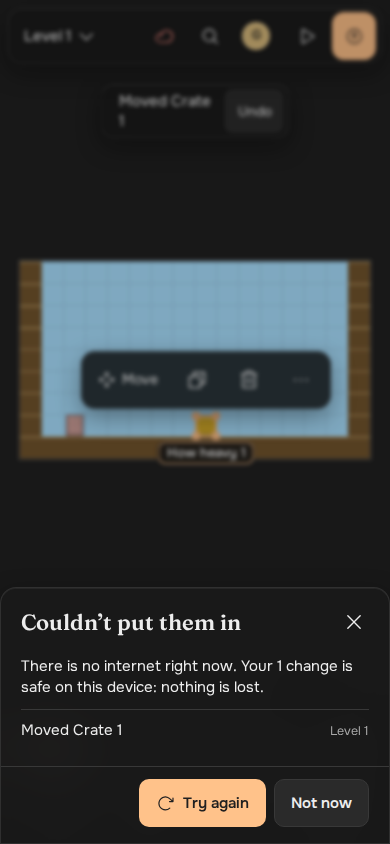 Level 1
Moved Crate
1
Undo
Move
How heavy 1
Couldn’t put them in
There is no internet right now. Your 1 change is
safe on this device: nothing is lost.
Moved Crate 1
Level 1
Try again
Not now